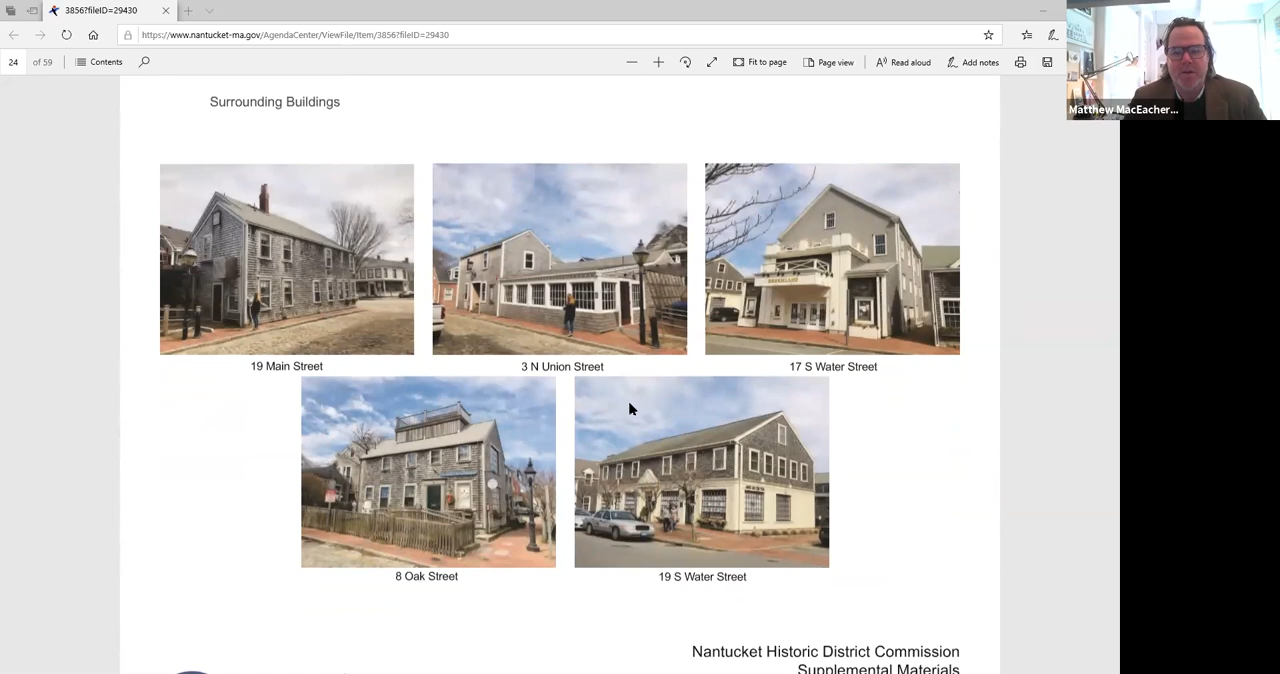 3856?fileID=29430
https://www.nantucket-ma.gov/AgendaCenter/ViewFile/Item/3856?fileID=29430
24 of 59 Contents Fit to page Page view Read aloud Add notes
Matthew MacEacher...
Surrounding Buildings
19 Main Street
3 N Union Street
17 S Water Street
8 Oak Street
19 S Water Street
Nantucket Historic District Commission
Supplemental Materials